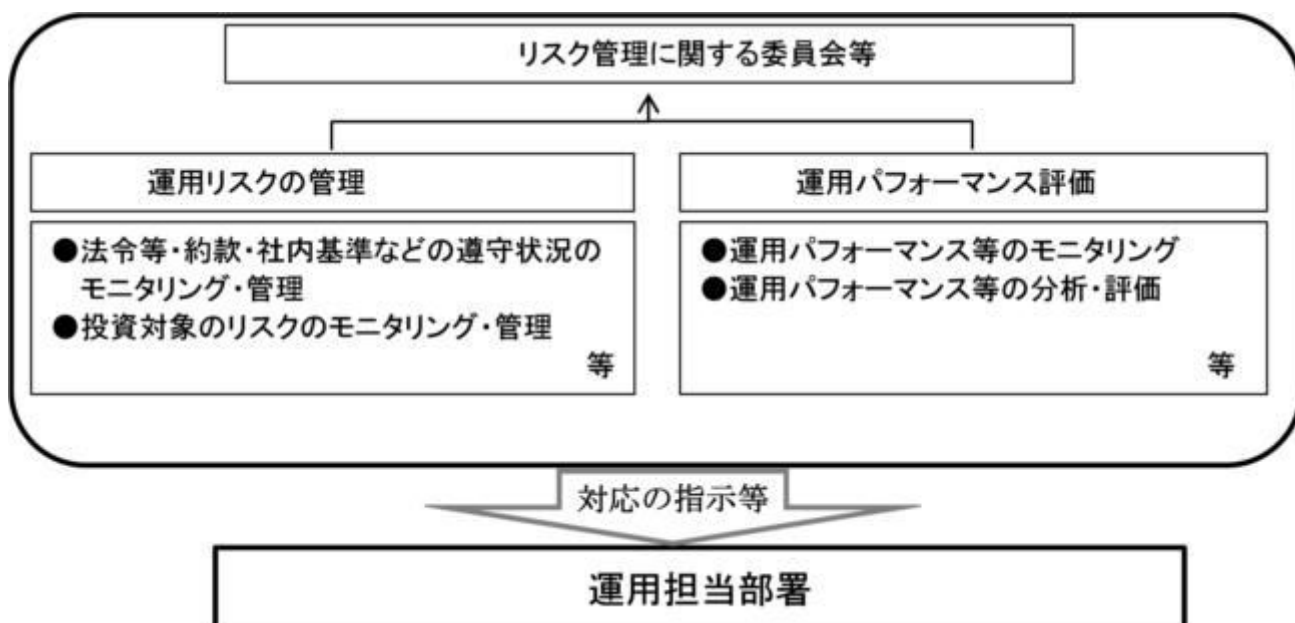 リスク管理に関する委員会等
運用リスクの管理
●法令等・約款・社内基準などの遵守状況の
モニタリング・管理
●投資対象のリスクのモニタリング・管理
等
運用パフォーマンス評価
●運用パフォーマンス等のモニタリング
●運用パフォーマンス等の分析・評価
等
対応の指示等
運用担当部署